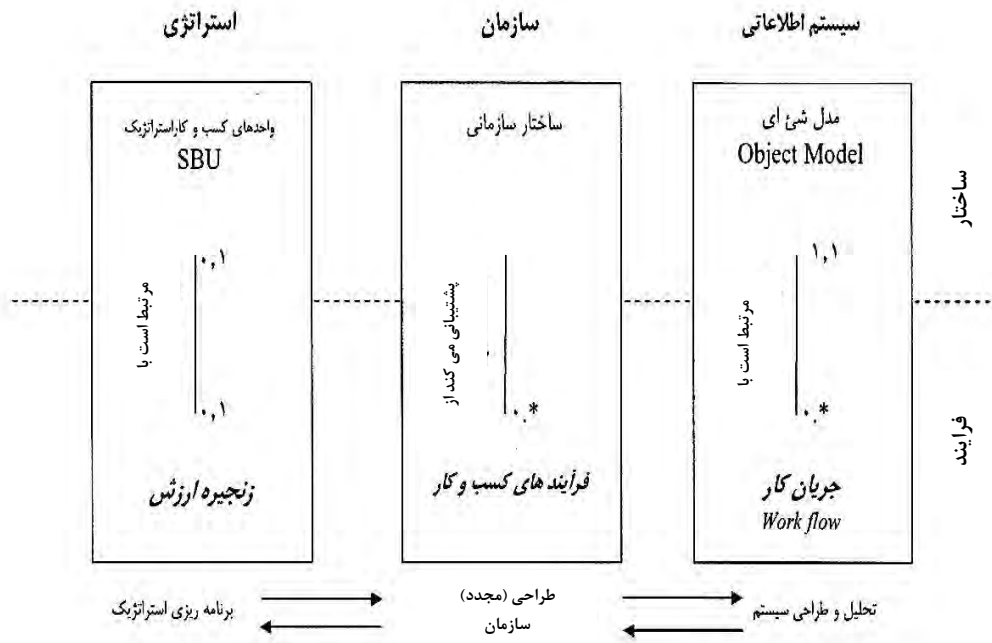 سیستم اطلاعاتی
سازمان
استراتژی
مدل شئ ای
Object Model
ساختار سازمانی
واحدهای کسب و کاراستراتژیک
SBU
ساختار
۱,۱
۰,۱
مرتبط است با
پشتیبانی می کند از
مرتبط است با
۰.*
۰.*
۰,۱
فرایند
جریان کار
Work flow
فرآیند های کسب و کار
زنجیره ارزش
تحلیل و طراحی سیستم
طراحی (مجدد)
سازمان
برنامه ریزی استراتژیک